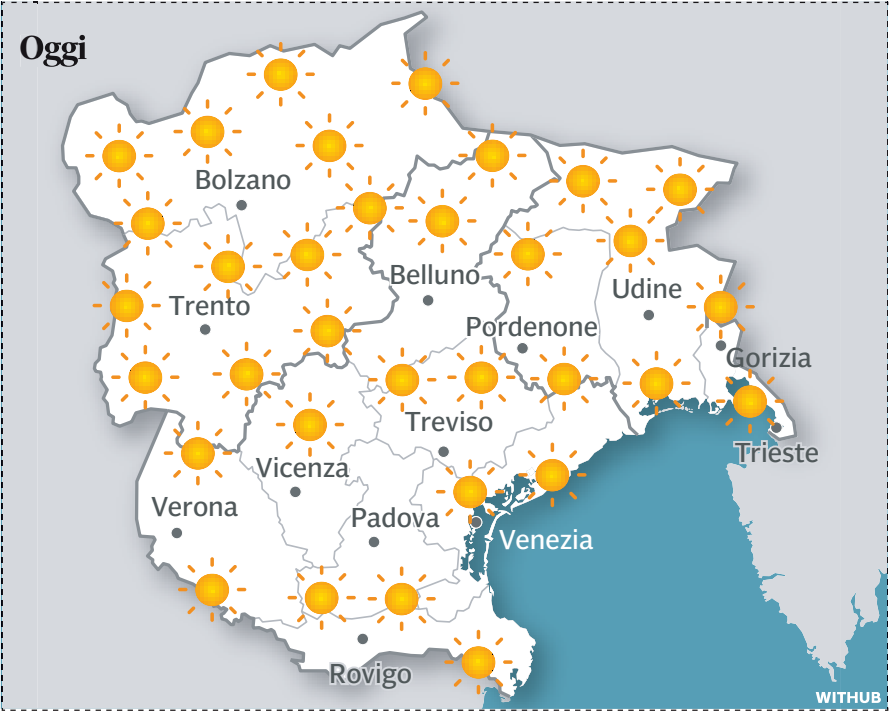 Oggi
Bolzano
Belluno
Trento
Udine
Pordenone
Gorizia
Treviso
Trieste
Vicenza
Verona
Padova
Venezia
Rovigo
WITHUB